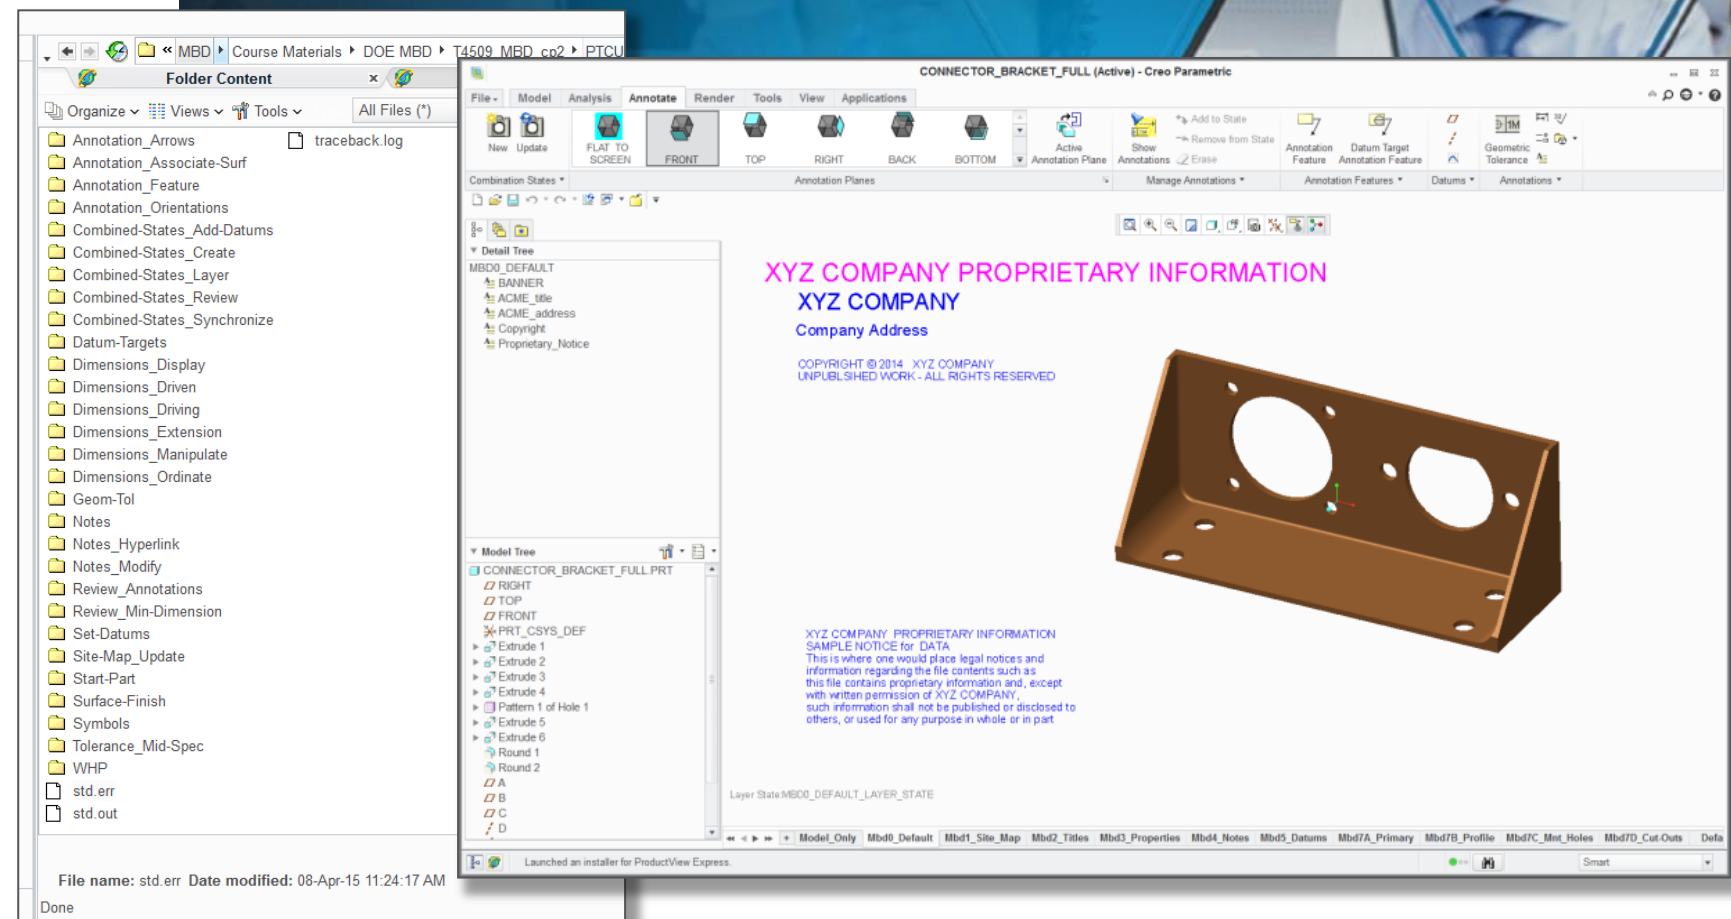 « MBD Course Materials DOE MBD T4509_MBD_cp2 PTCU
Folder Content
Organize Views Tools All Files (*)
Annotation_Arrows
traceback.log
Annotation_Associate-Surf
Annotation_Feature
Annotation_Orientations
Combined-States_Add-Datums
Combined-States_Create
Combined-States_Layer
Combined-States_Review
Combined-States_Synchronize
Datum-Targets
Dimensions_Display
Dimensions_Driven
Dimensions_Driving
Dimensions_Extension
Dimensions_Manipulate
Dimensions_Ordinate
Geom-Tol
Notes
Notes_Hyperlink
Notes_Modify
Review_Annotations
Review_Min-Dimension
Set-Datums
Site-Map_Update
Start-Part
Surface-Finish
Symbols
Tolerance_Mid-Spec
WHP
std.err
std.out
File name: std.err Date modified: 08-Apr-15 11:24:17 AM
Done
CONNECTOR_BRACKET_FULL (Active) - Creo Parametric
File Model Analysis Annotate Render Tools View Applications
New Update
FLAT TO SCREEN
FRONT
TOP
RIGHT
BACK
BOTTOM
Active Annotation Plane
Show Annotations
Add to State
Remove from State
Erase
Annotation Feature
Datum Target Annotation Feature
Geometric Tolerance
Combination States
Annotation Planes
Manage Annotations
Annotation Features
Datums
Annotations
Detail Tree
MBD0_DEFAULT
BANNER
ACME_title
ACME_address
Copyright
Proprietary_Notice
Model Tree
CONNECTOR_BRACKET_FULL.PRT
RIGHT
TOP
FRONT
PRT_CSYS_DEF
Extrude 1
Extrude 2
Extrude 3
Extrude 4
Pattern 1 of Hole 1
Extrude 5
Extrude 6
Round 1
Round 2
A
B
C
D
XYZ COMPANY PROPRIETARY INFORMATION
XYZ COMPANY
Company Address
COPYRIGHT © 2014 XYZ COMPANY
UNPUBLSIHED WORK - ALL RIGHTS RESERVED
XYZ COMPANY PROPRIETARY INFORMATION
SAMPLE NOTICE for DATA
This is where one would place legal notices and
information regarding the file contents such as
this file contains proprietary information and, except
with written permission of XYZ COMPANY,
such information shall not be published or disclosed to
others, or used for any purpose in whole or in part
Layer State:MBD0_DEFAULT_LAYER_STATE
Model_Only Mbd0_Default Mbd1_Site_Map Mbd2_Titles Mbd3_Properties Mbd4_Notes Mbd5_Datums Mbd7A_Primary Mbd7B_Profile Mbd7C_Mnt_Holes Mbd7D_Cut-Outs Defa
Launched an installer for ProductView Express.
Smart